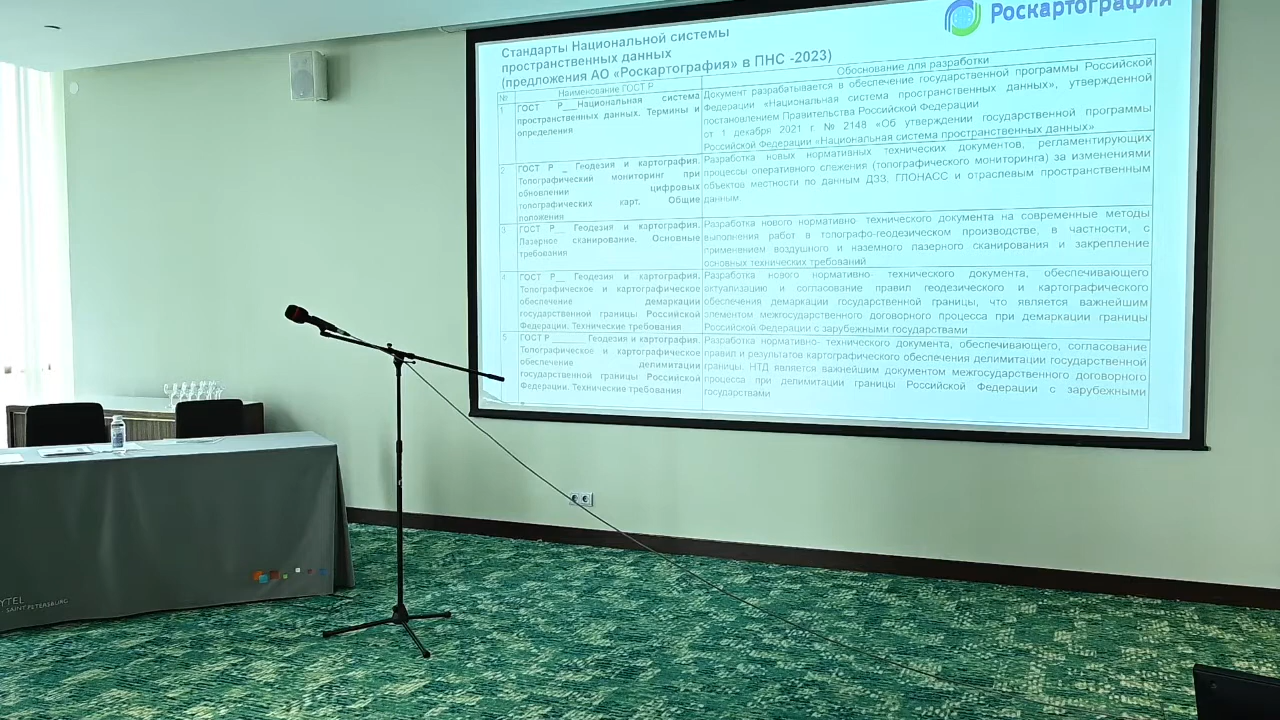 Роскартография
Стандарты Национальной системы
пространственных данных
(предложения АО «Роскартография» в ПНС -2023)
№ Наименование ГОСТ Р Обоснование для разработки
1 ГОСТ Р___Национальная система
пространственных данных. Термины и
определения
Документ разрабатывается в обеспечение государственной программы Российской
Федерации «Национальная система пространственных данных», утвержденной
постановлением Правительства Российской Федерации
от 1 декабря 2021 г. № 2148 «Об утверждении государственной программы
Российской Федерации «Национальная система пространственных данных»
2 ГОСТ Р _ Геодезия и картография.
Топографический мониторинг при
обновлении цифровых
топографических карт. Общие
положения
Разработка новых нормативных технических документов, регламентирующих
процессы оперативного слежения (топографического мониторинга) за изменениями
объектов местности по данным ДЗЗ, ГЛОНАСС и отраслевым пространственным
данным.
3 ГОСТ Р__ Геодезия и картография.
Лазерное сканирование. Основные
требования
Разработка нового нормативно- технического документа на современные методы
выполнения работ в топографо-геодезическом производстве, в частности, с
применением воздушного и наземного лазерного сканирования и закрепление
основных технических требований
4 ГОСТ Р__ Геодезия и картография.
Топографическое и картографическое
обеспечение демаркации
государственной границы Российской
Федерации. Технические требования
Разработка нового нормативно- технического документа, обеспечивающего
актуализацию и согласование правил геодезического и картографического
обеспечения демаркации государственной границы, что является важнейшим
элементом межгосударственного договорного процесса при демаркации границы
Российской Федерации с зарубежными государствами
5 ГОСТ Р ______ Геодезия и картография.
Топографическое и картографическое
обеспечение делимитации
государственной границы Российской
Федерации. Технические требования
Разработка нормативно- технического документа, обеспечивающего, согласование
правил и результатов картографического обеспечения делимитации государственной
границы. НТД является важнейшим документом межгосударственного договорного
процесса при делимитации границы Российской Федерации с зарубежными
государствами
YTEL
SAINT PETERSBURG